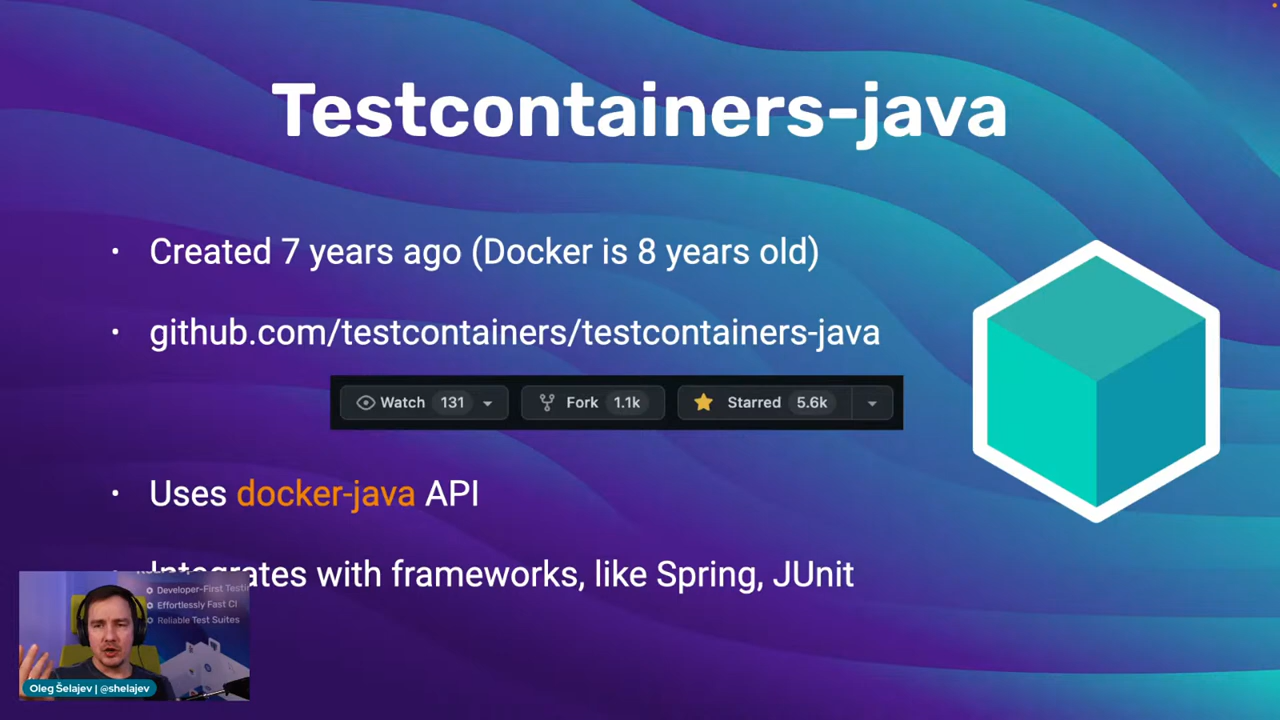 Testcontainers-java
• Created 7 years ago (Docker is 8 years old)
• github.com/testcontainers/testcontainers-java
Watch 131 Fork 1.1k Starred 5.6k
• Uses docker-java API
• Integrates with frameworks, like Spring, JUnit
Developer-First Testin
Effortlessly Fast CI
Reliable Test Suites
Oleg Šelajev | @shelajev